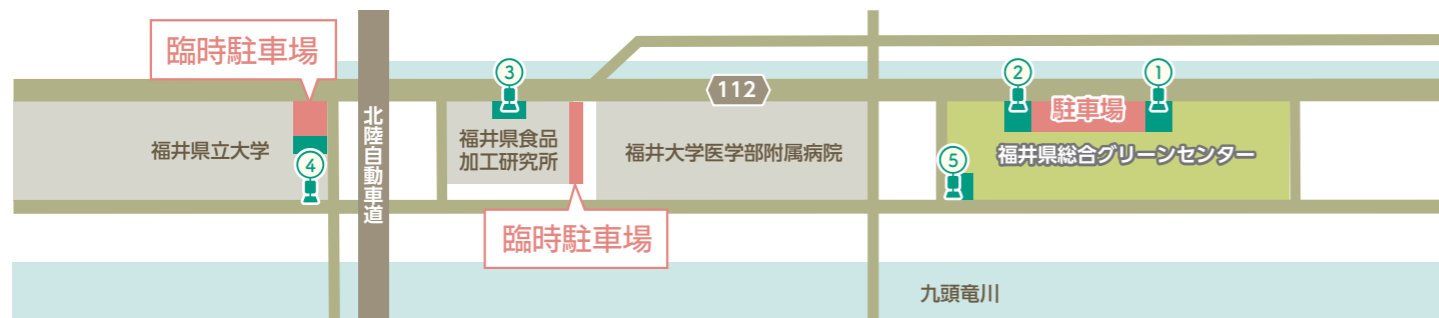 臨時駐車場
北陸自動車道
3
112
2
1
駐車場
福井県立大学
4
福井県食品
加工研究所
福井大学医学部附属病院
5
福井県総合グリーンセンター
臨時駐車場
九頭竜川